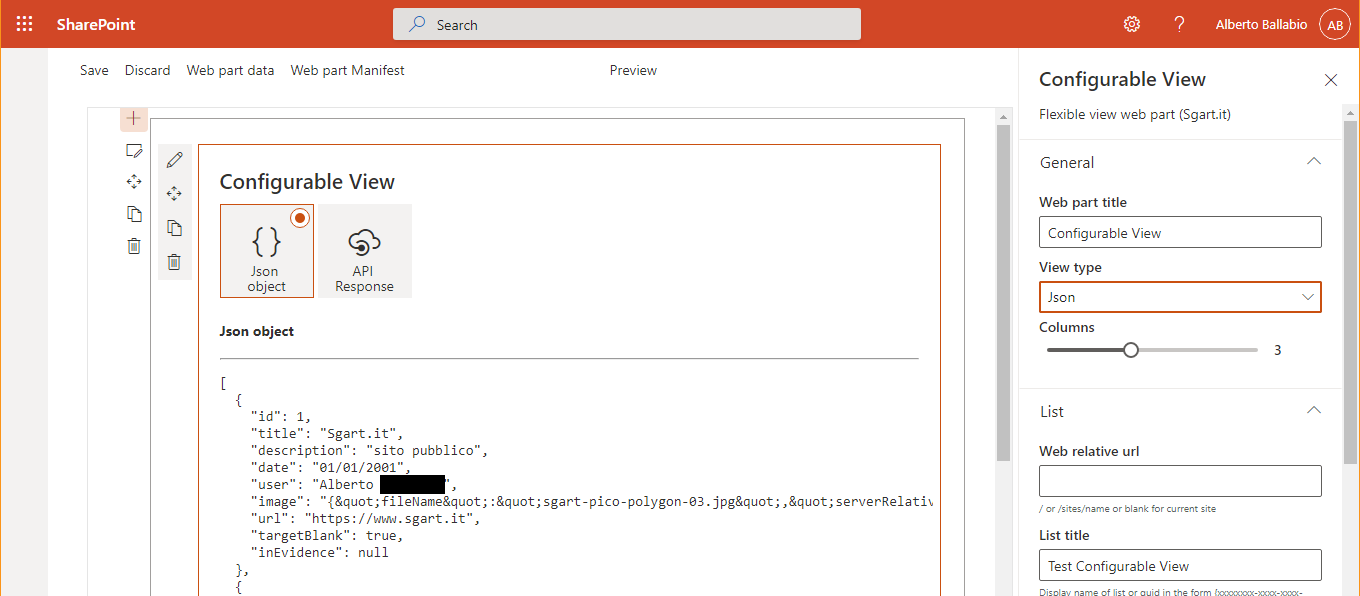 SharePoint
Search
?
Alberto Ballabio
AB
Save Discard Web part data Web part Manifest Preview
Configurable View
{ }
Json
object
API
Response
Json object
[
  {
    "id": 1,
    "title": "Sgart.it",
    "description": "sito pubblico",
    "date": "01/01/2001",
    "user": "Alberto ",
    "image": "{&quot;fileName&quot;:&quot;sgart-pico-polygon-03.jpg&quot;,&quot;serverRelativ
    "url": "https://www.sgart.it",
    "targetBlank": true,
    "inEvidence": null
  },
  {
Configurable View
Flexible view web part (Sgart.it)
General
Web part title
Configurable View
View type
Json
Columns
3
List
Web relative url
/ or /sites/name or blank for current site
List title
Test Configurable View
Display name of list or guid in the form (xxxxxxxx-xxxx-xxxx-